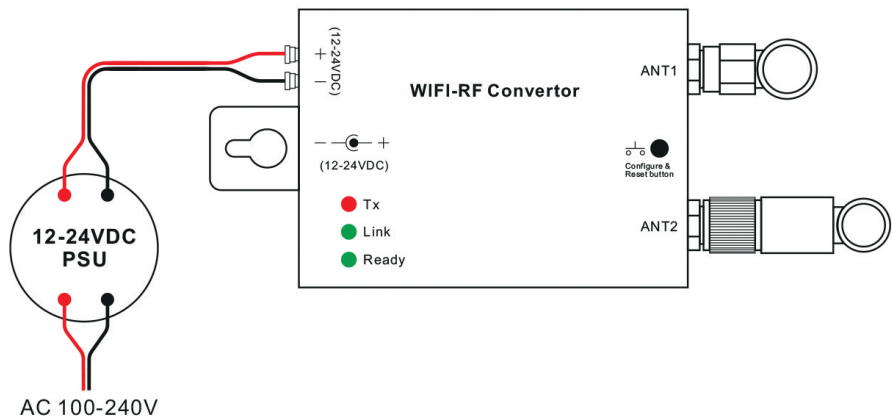 +
(12-24VDC)
−
WIFI-RF Convertor
ANT1
− +
(12-24VDC)
Configure &
Reset button
Tx
Link
Ready
ANT2
12-24VDC
PSU
AC 100-240V